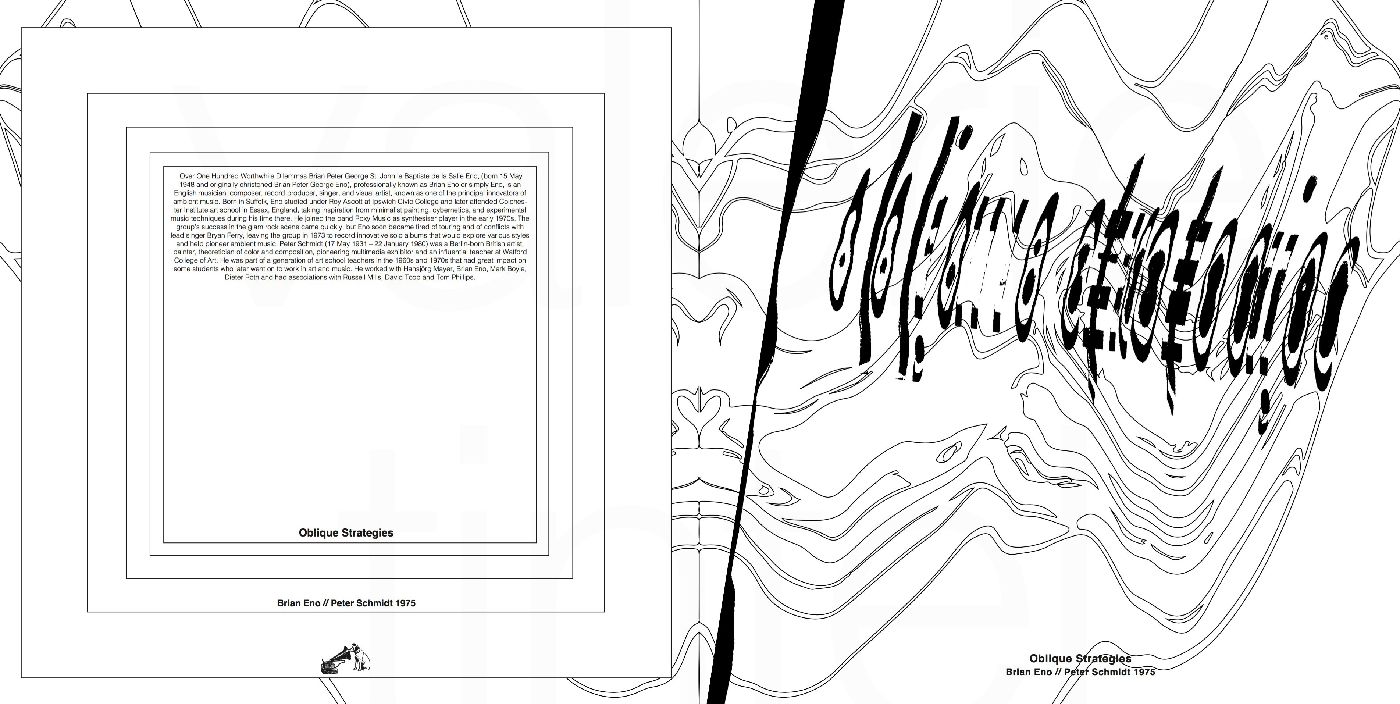 Over One Hundred Worthwhile Dilemmas Brian Peter George St. John le Baptiste de la Salle Eno, (born 15 May
1948 and originally christened Brian Peter George Eno), professionally known as Brian Eno or simply Eno, is an
English musician, composer, record producer, singer, and visual artist, known as one of the principal innovators of
ambient music. Born in Suffolk, Eno studied under Roy Ascott at Ipswich Civic College and later attended Colches-
ter Institute art school in Essex, England, taking inspiration from minimalist painting, cybernetics, and experimental
music techniques during his time there. He joined the band Roxy Music as synthesiser player in the early 1970s. The
group's success in the glam rock scene came quickly, but Eno soon became tired of touring and of conflicts with
lead singer Bryan Ferry, leaving the group in 1973 to record innovative solo albums that would explore various styles
and help pioneer ambient music. Peter Schmidt (17 May 1931 – 22 January 1980) was a Berlin-born British artist,
painter, theoretician of color and composition, pioneering multimedia exhibitor and an influential teacher at Watford
College of Art. He was part of a generation of art school teachers in the 1960s and 1970s that had great impact on
some students who later went on to work in art and music. He worked with Hansjörg Mayer, Brian Eno, Mark Boyle,
Dieter Roth and had associations with Russell Mills, David Toop and Tom Phillips.
Oblique Strategies
Brian Eno // Peter Schmidt 1975
Oblique Strategies
Brian Eno // Peter Schmidt 1975